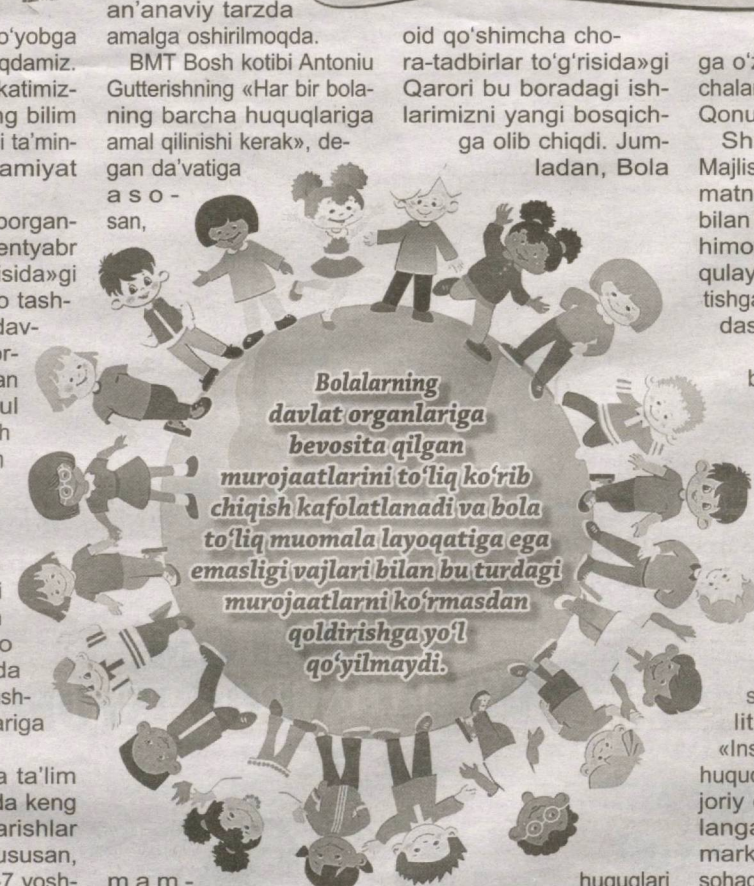 o‘yobga
qdamiz.
katimiz-
ng bilim
i ta’min-
amiyat
borgan-
entyabr
isida»gi
o tash-
dav-
or-
an
ul
h
i
o
da
sh-
ariga
a ta’lim
da keng
arishlar
ususan,
-7 yosh-
an’anaviy tarzda
amalga oshirilmoqda.
BMT Bosh kotibi Antoniu
Gutterishning «Har bir bola-
ning barcha huquqlariga
amal qilinishi kerak», de-
gan da’vatiga
a s o -
san,
m a m -
Bolalarning
davlat organlariga
bevosita qilgan
murojaatlarini to‘liq ko‘rib
chiqish kafolatlanadi va bola
to‘liq muomala layoqatiga ega
emasligi vajlari bilan bu turdagi
murojaatlarni ko‘rmasdan
qoldirishga yo‘l
qo‘yilmaydi.
oid qo‘shimcha cho-
ra-tadbirlar to‘g‘risida»gi
Qarori bu boradagi ish-
larimizni yangi bosqich-
ga olib chiqdi. Jum-
ladan, Bola
huquqlari
ga o‘z
chalar
Qonu
Sh
Majlis
matn
bilan
himo
qulay
tishga
das
b
s
lit
«Ins
huquq
joriy
langa
mark
sohad